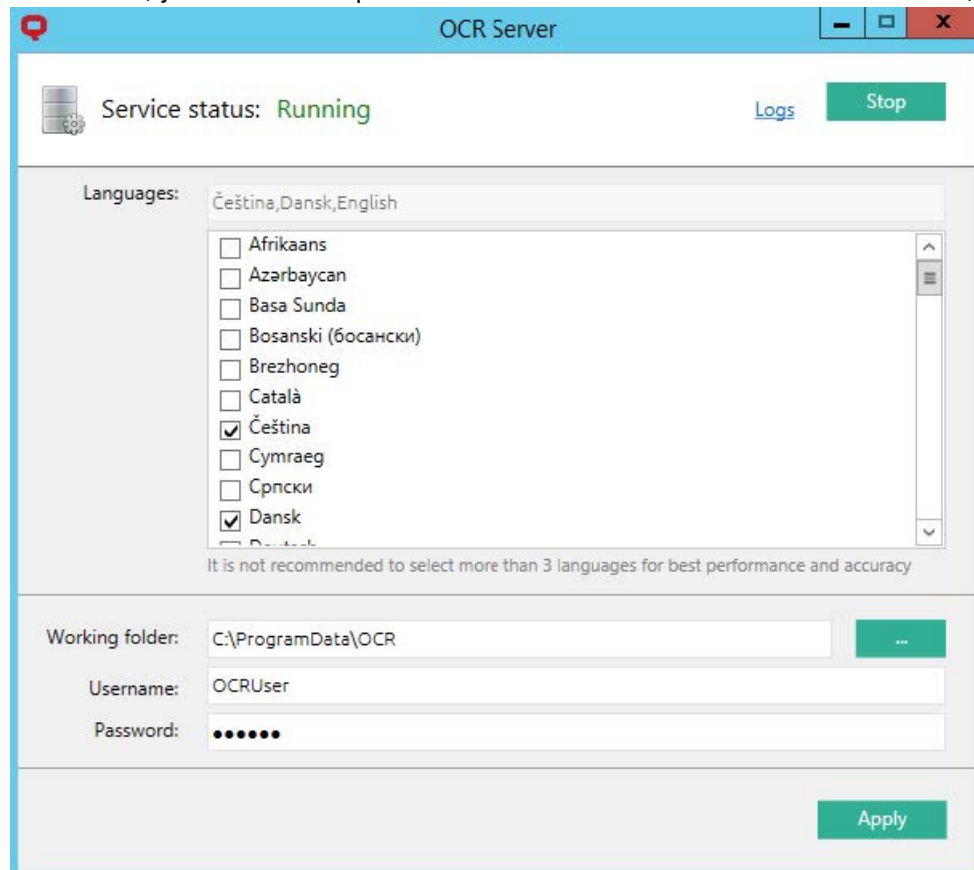 OCR Server
Service status: Running
Logs
Stop
Languages:
Čeština,Dansk,English
Afrikaans
Azərbaycan
Basa Sunda
Bosanski (босански)
Brezhoneg
Català
Čeština
Cymraeg
Српски
Dansk
It is not recommended to select more than 3 languages for best performance and accuracy
Working folder:
C:\ProgramData\OCR
...
Username:
OCRUser
Password:
••••••
Apply